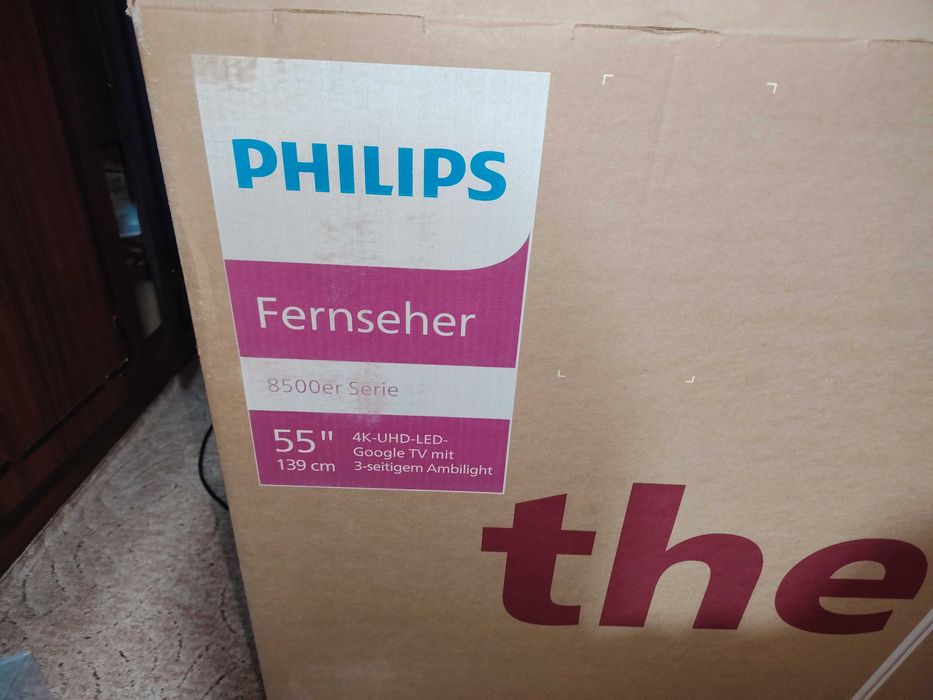 PHILIPS
Fernseher
8500er Serie
55"
139 cm
4K-UHD-LED-
Google TV mit
3-seitigem Ambilight
the